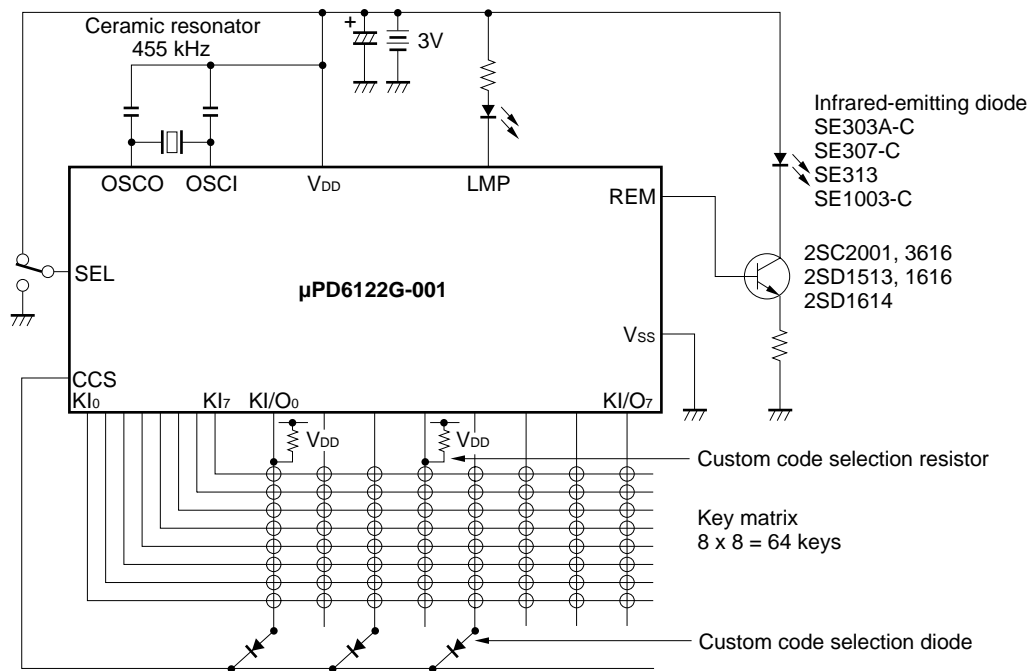 Ceramic resonator
455 kHz
+
3V
Infrared-emitting diode
SE303A-C
SE307-C
SE313
SE1003-C
OSCO
OSCI
VDD
LMP
REM
SEL
µPD6122G-001
2SC2001, 3616
2SD1513, 1616
2SD1614
VSS
CCS
KI0
KI7
KI/O0
KI/O7
VDD
VDD
Custom code selection resistor
Key matrix
8 x 8 = 64 keys
Custom code selection diode